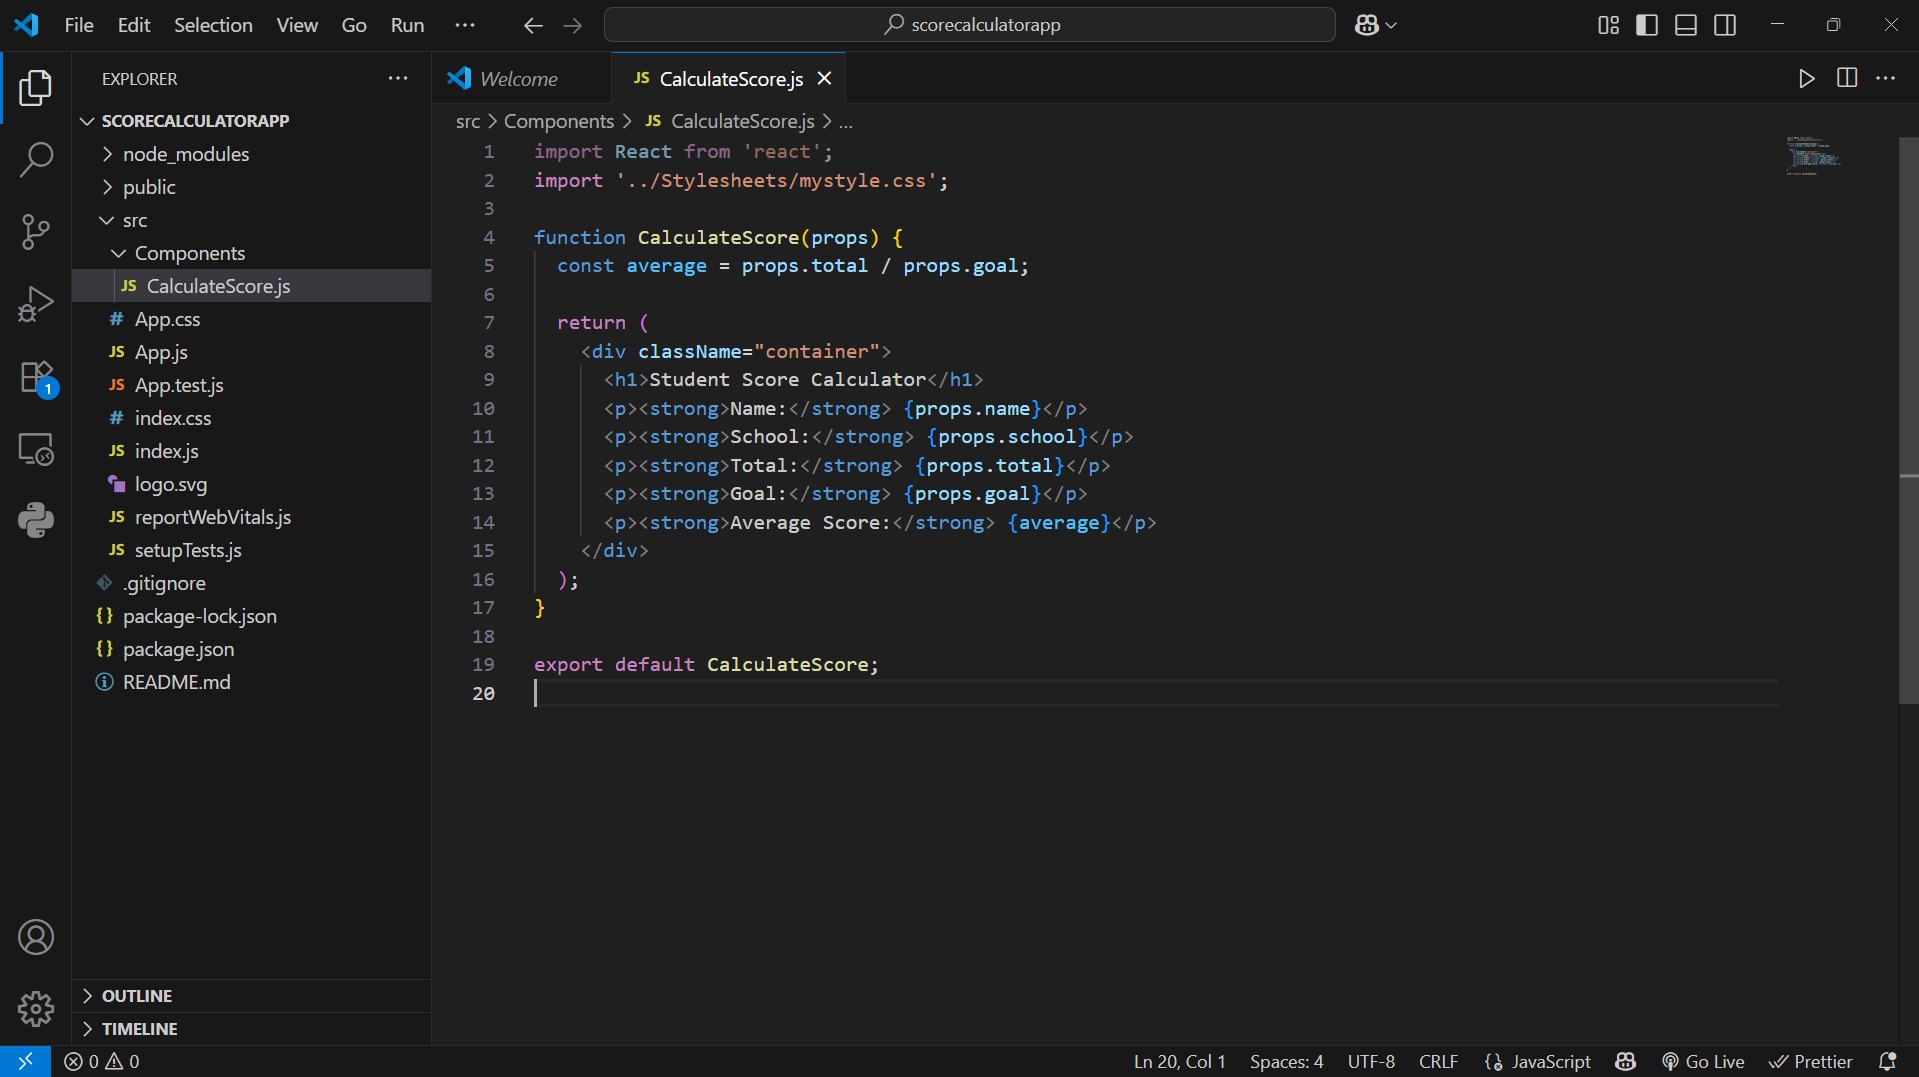 File Edit Selection View Go Run ··· scorecalculatorapp
EXPLORER ···
SCORECALCULATORAPP
node_modules
public
src
Components
JS CalculateScore.js
# App.css
JS App.js
JS App.test.js
# index.css
JS index.js
logo.svg
JS reportWebVitals.js
JS setupTests.js
.gitignore
{} package-lock.json
{} package.json
README.md
OUTLINE
TIMELINE
1
Welcome
JS CalculateScore.js
src > Components > JS CalculateScore.js > ...
1 import React from 'react';
2 import '../Stylesheets/mystyle.css';
3
4 function CalculateScore(props) {
5 const average = props.total / props.goal;
6
7 return (
8 <div className="container">
9 <h1>Student Score Calculator</h1>
10 <p><strong>Name:</strong> {props.name}</p>
11 <p><strong>School:</strong> {props.school}</p>
12 <p><strong>Total:</strong> {props.total}</p>
13 <p><strong>Goal:</strong> {props.goal}</p>
14 <p><strong>Average Score:</strong> {average}</p>
15 </div>
16 );
17 }
18
19 export default CalculateScore;
20
0 0 Ln 20, Col 1 Spaces: 4 UTF-8 CRLF JavaScript Go Live Prettier